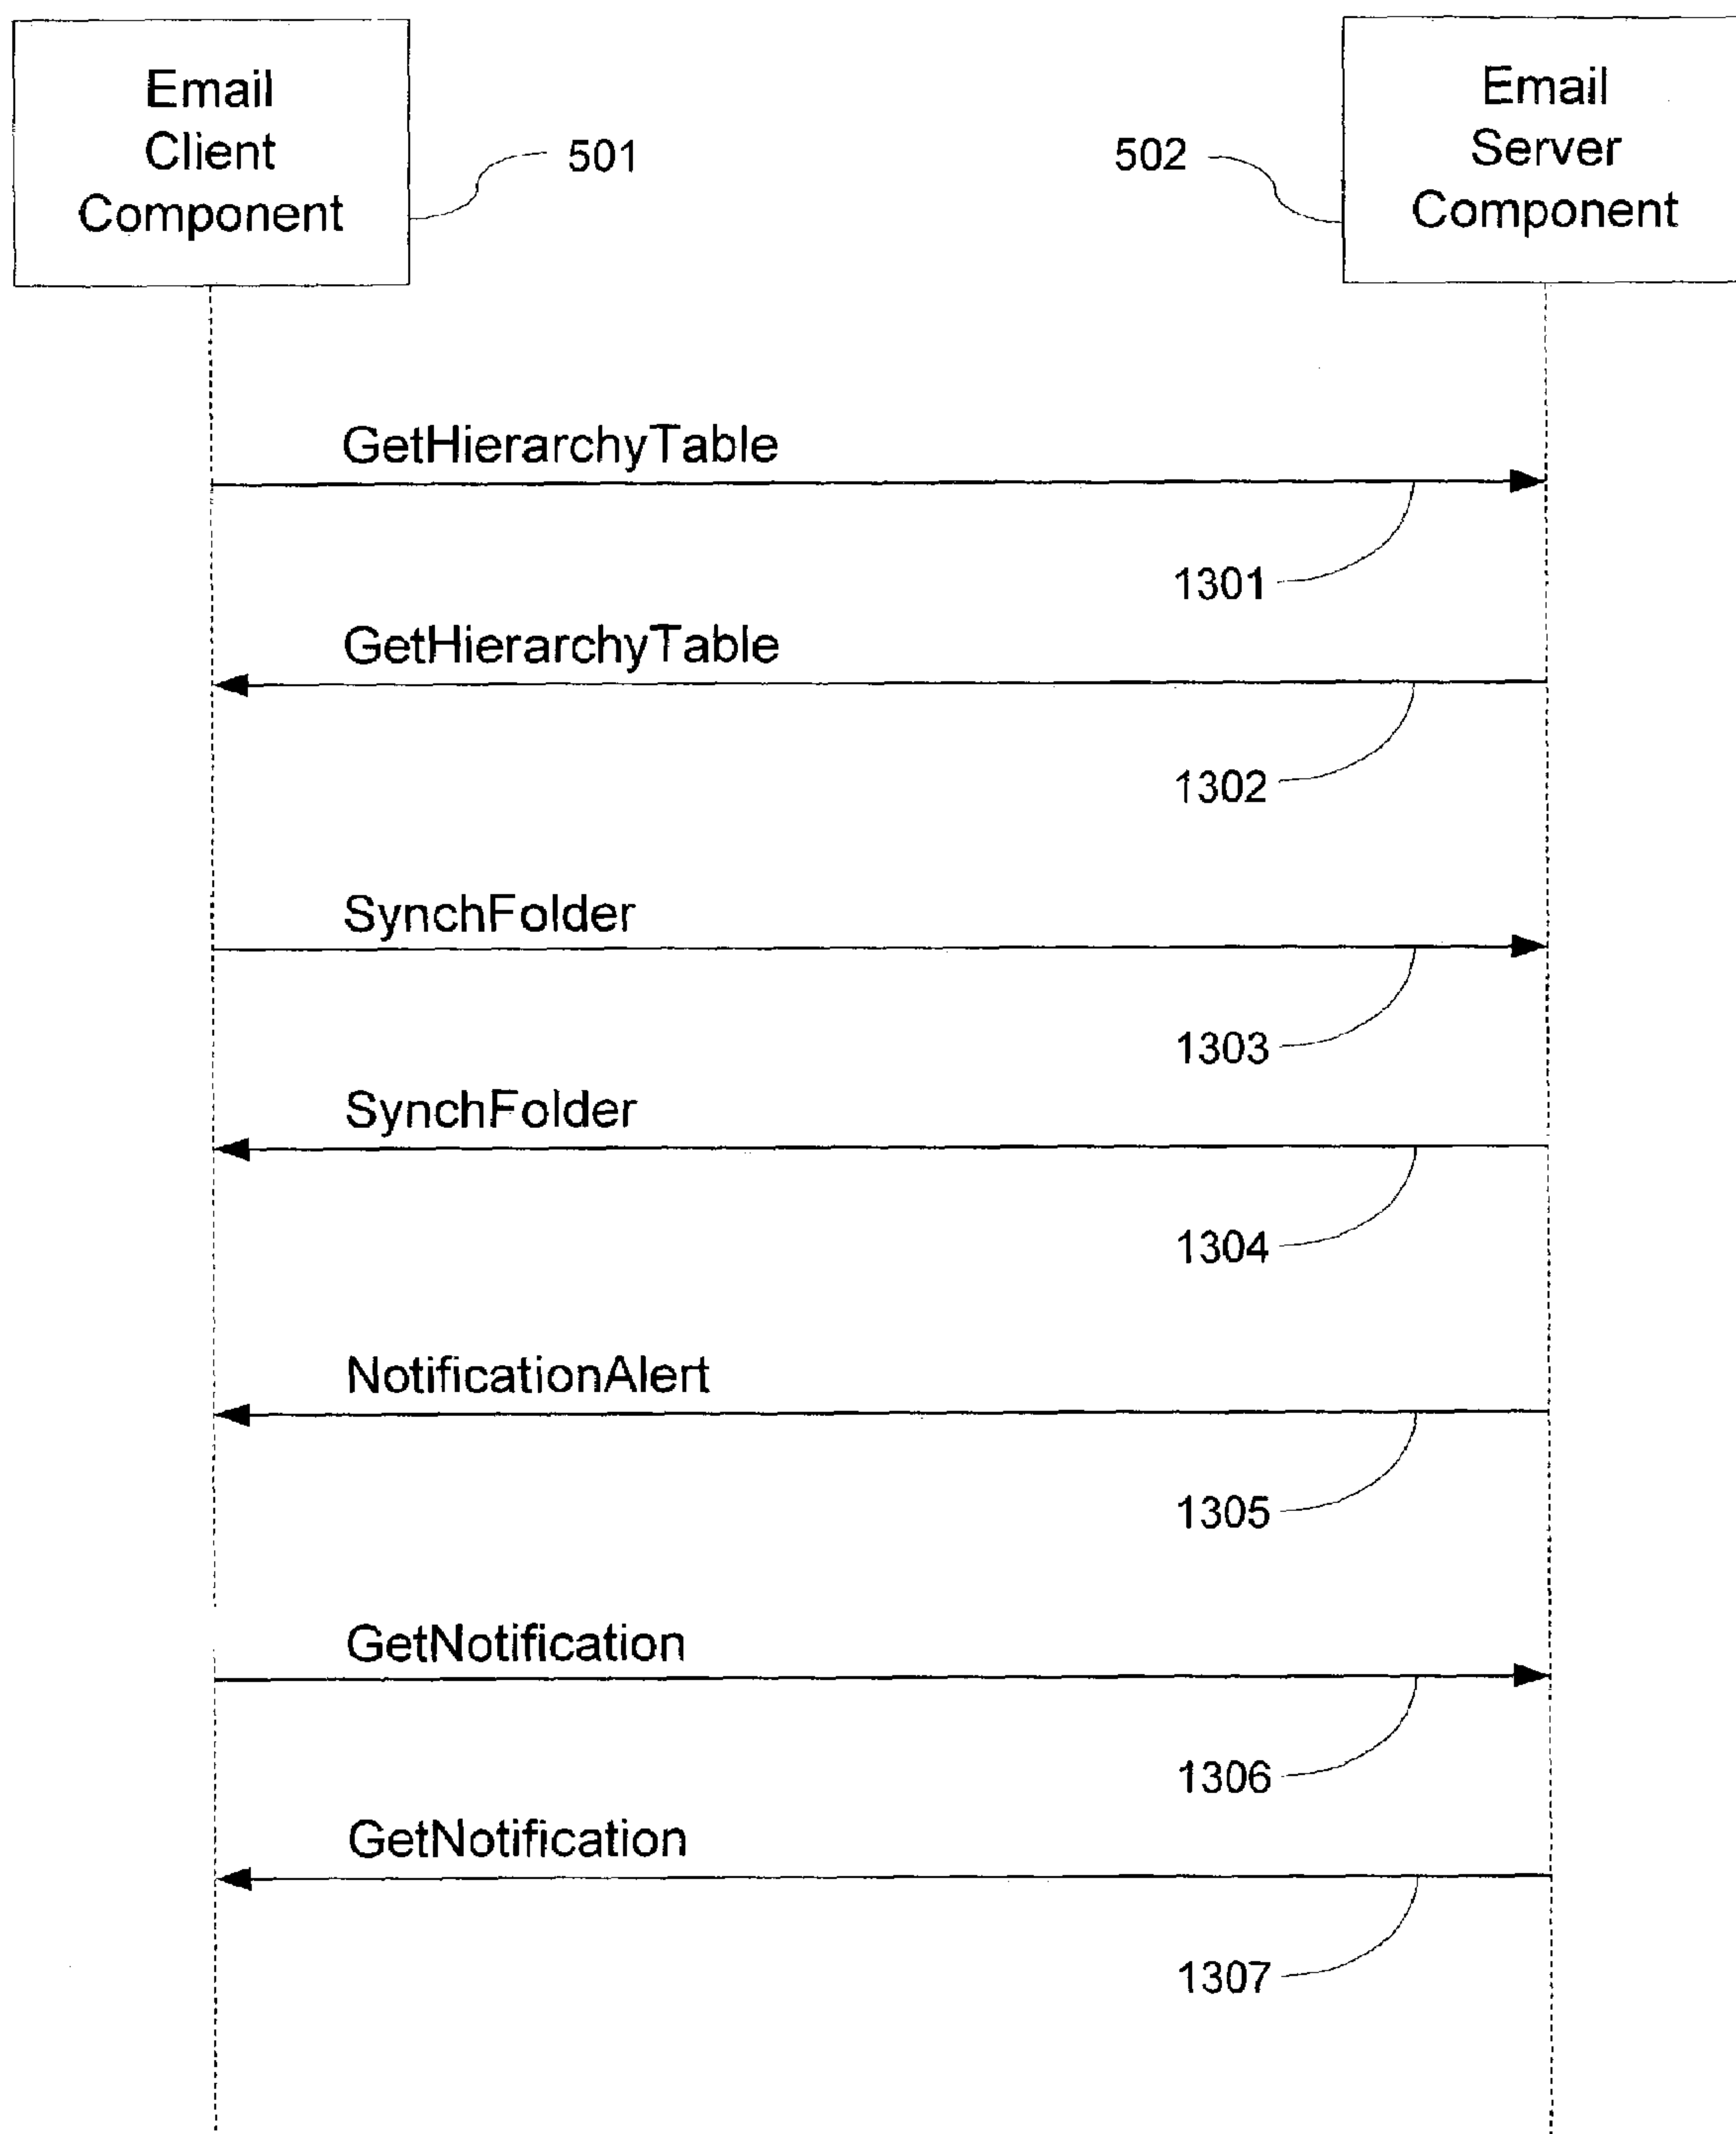 Email
Client
Component
501
502
Email
Server
Component
GetHierarchyTable
1301
GetHierarchyTable
1302
SynchFolder
1303
SynchFolder
1304
NotificationAlert
1305
GetNotification
1306
GetNotification
1307